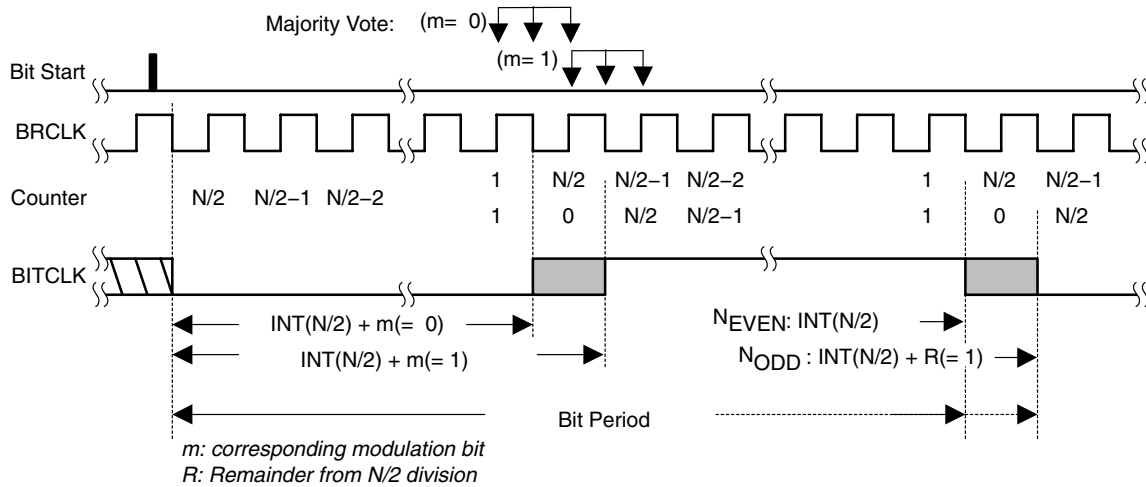 Majority Vote: (m= 0)
(m= 1)
Bit Start
BRCLK
Counter
N/2 N/2−1 N/2−2 1 N/2 N/2−1 N/2−2 1 N/2 N/2−1
1 0 N/2 N/2−1 1 0 N/2
BITCLK
INT(N/2) + m(= 0) NEVEN: INT(N/2)
INT(N/2) + m(= 1) NODD : INT(N/2) + R(= 1)
Bit Period
m: corresponding modulation bit
R: Remainder from N/2 division